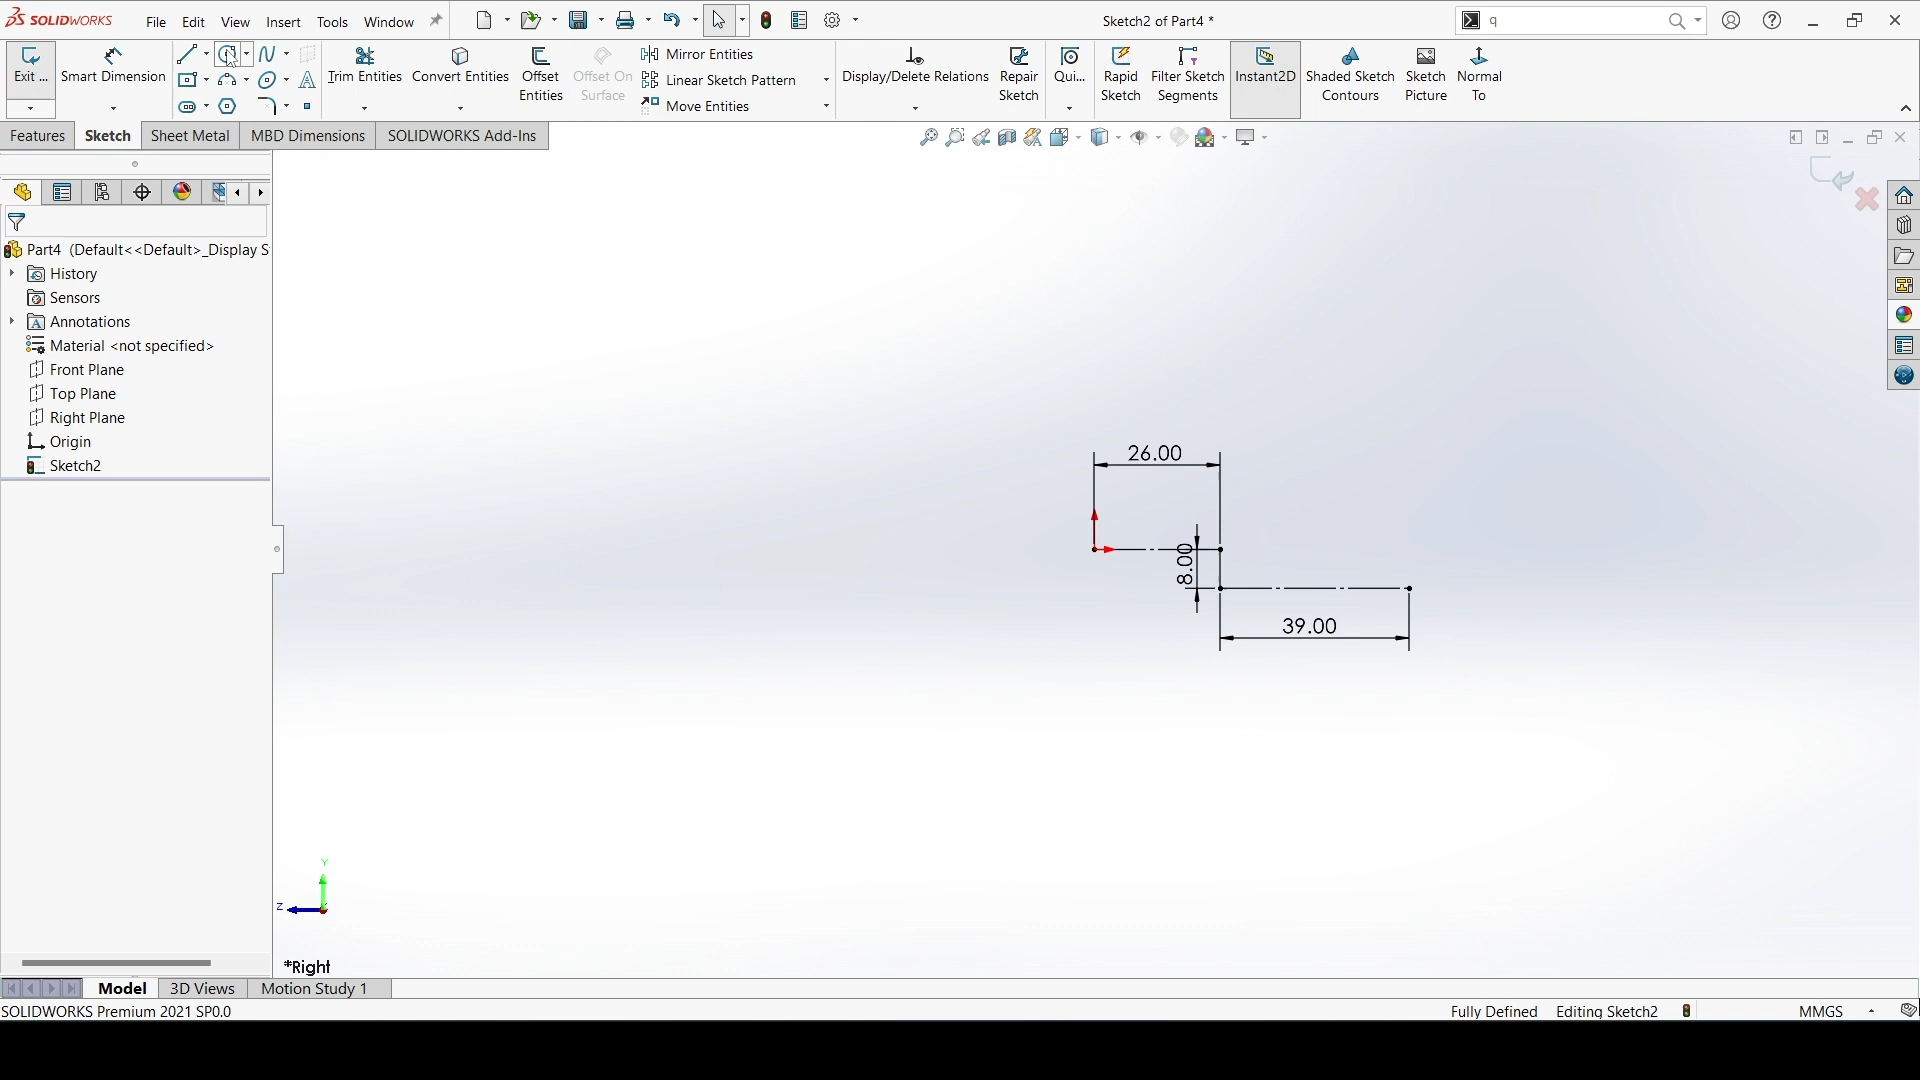 SOLIDWORKS File Edit View Insert Tools Window Sketch2 of Part4 * q
Exit ... Smart Dimension Trim Entities Convert Entities Offset Entities Offset On Surface Mirror Entities Linear Sketch Pattern Move Entities Display/Delete Relations Repair Sketch Qui... Rapid Sketch Filter Sketch Segments Instant2D Shaded Sketch Contours Sketch Picture Normal To
Features Sketch Sheet Metal MBD Dimensions SOLIDWORKS Add-Ins
Part4 (Default<<Default>_Display S
History
Sensors
Annotations
Material <not specified>
Front Plane
Top Plane
Right Plane
Origin
Sketch2
26.00
8.00
39.00
Y
Z
*Right
Model 3D Views Motion Study 1
SOLIDWORKS Premium 2021 SP0.0 Fully Defined Editing Sketch2 MMGS